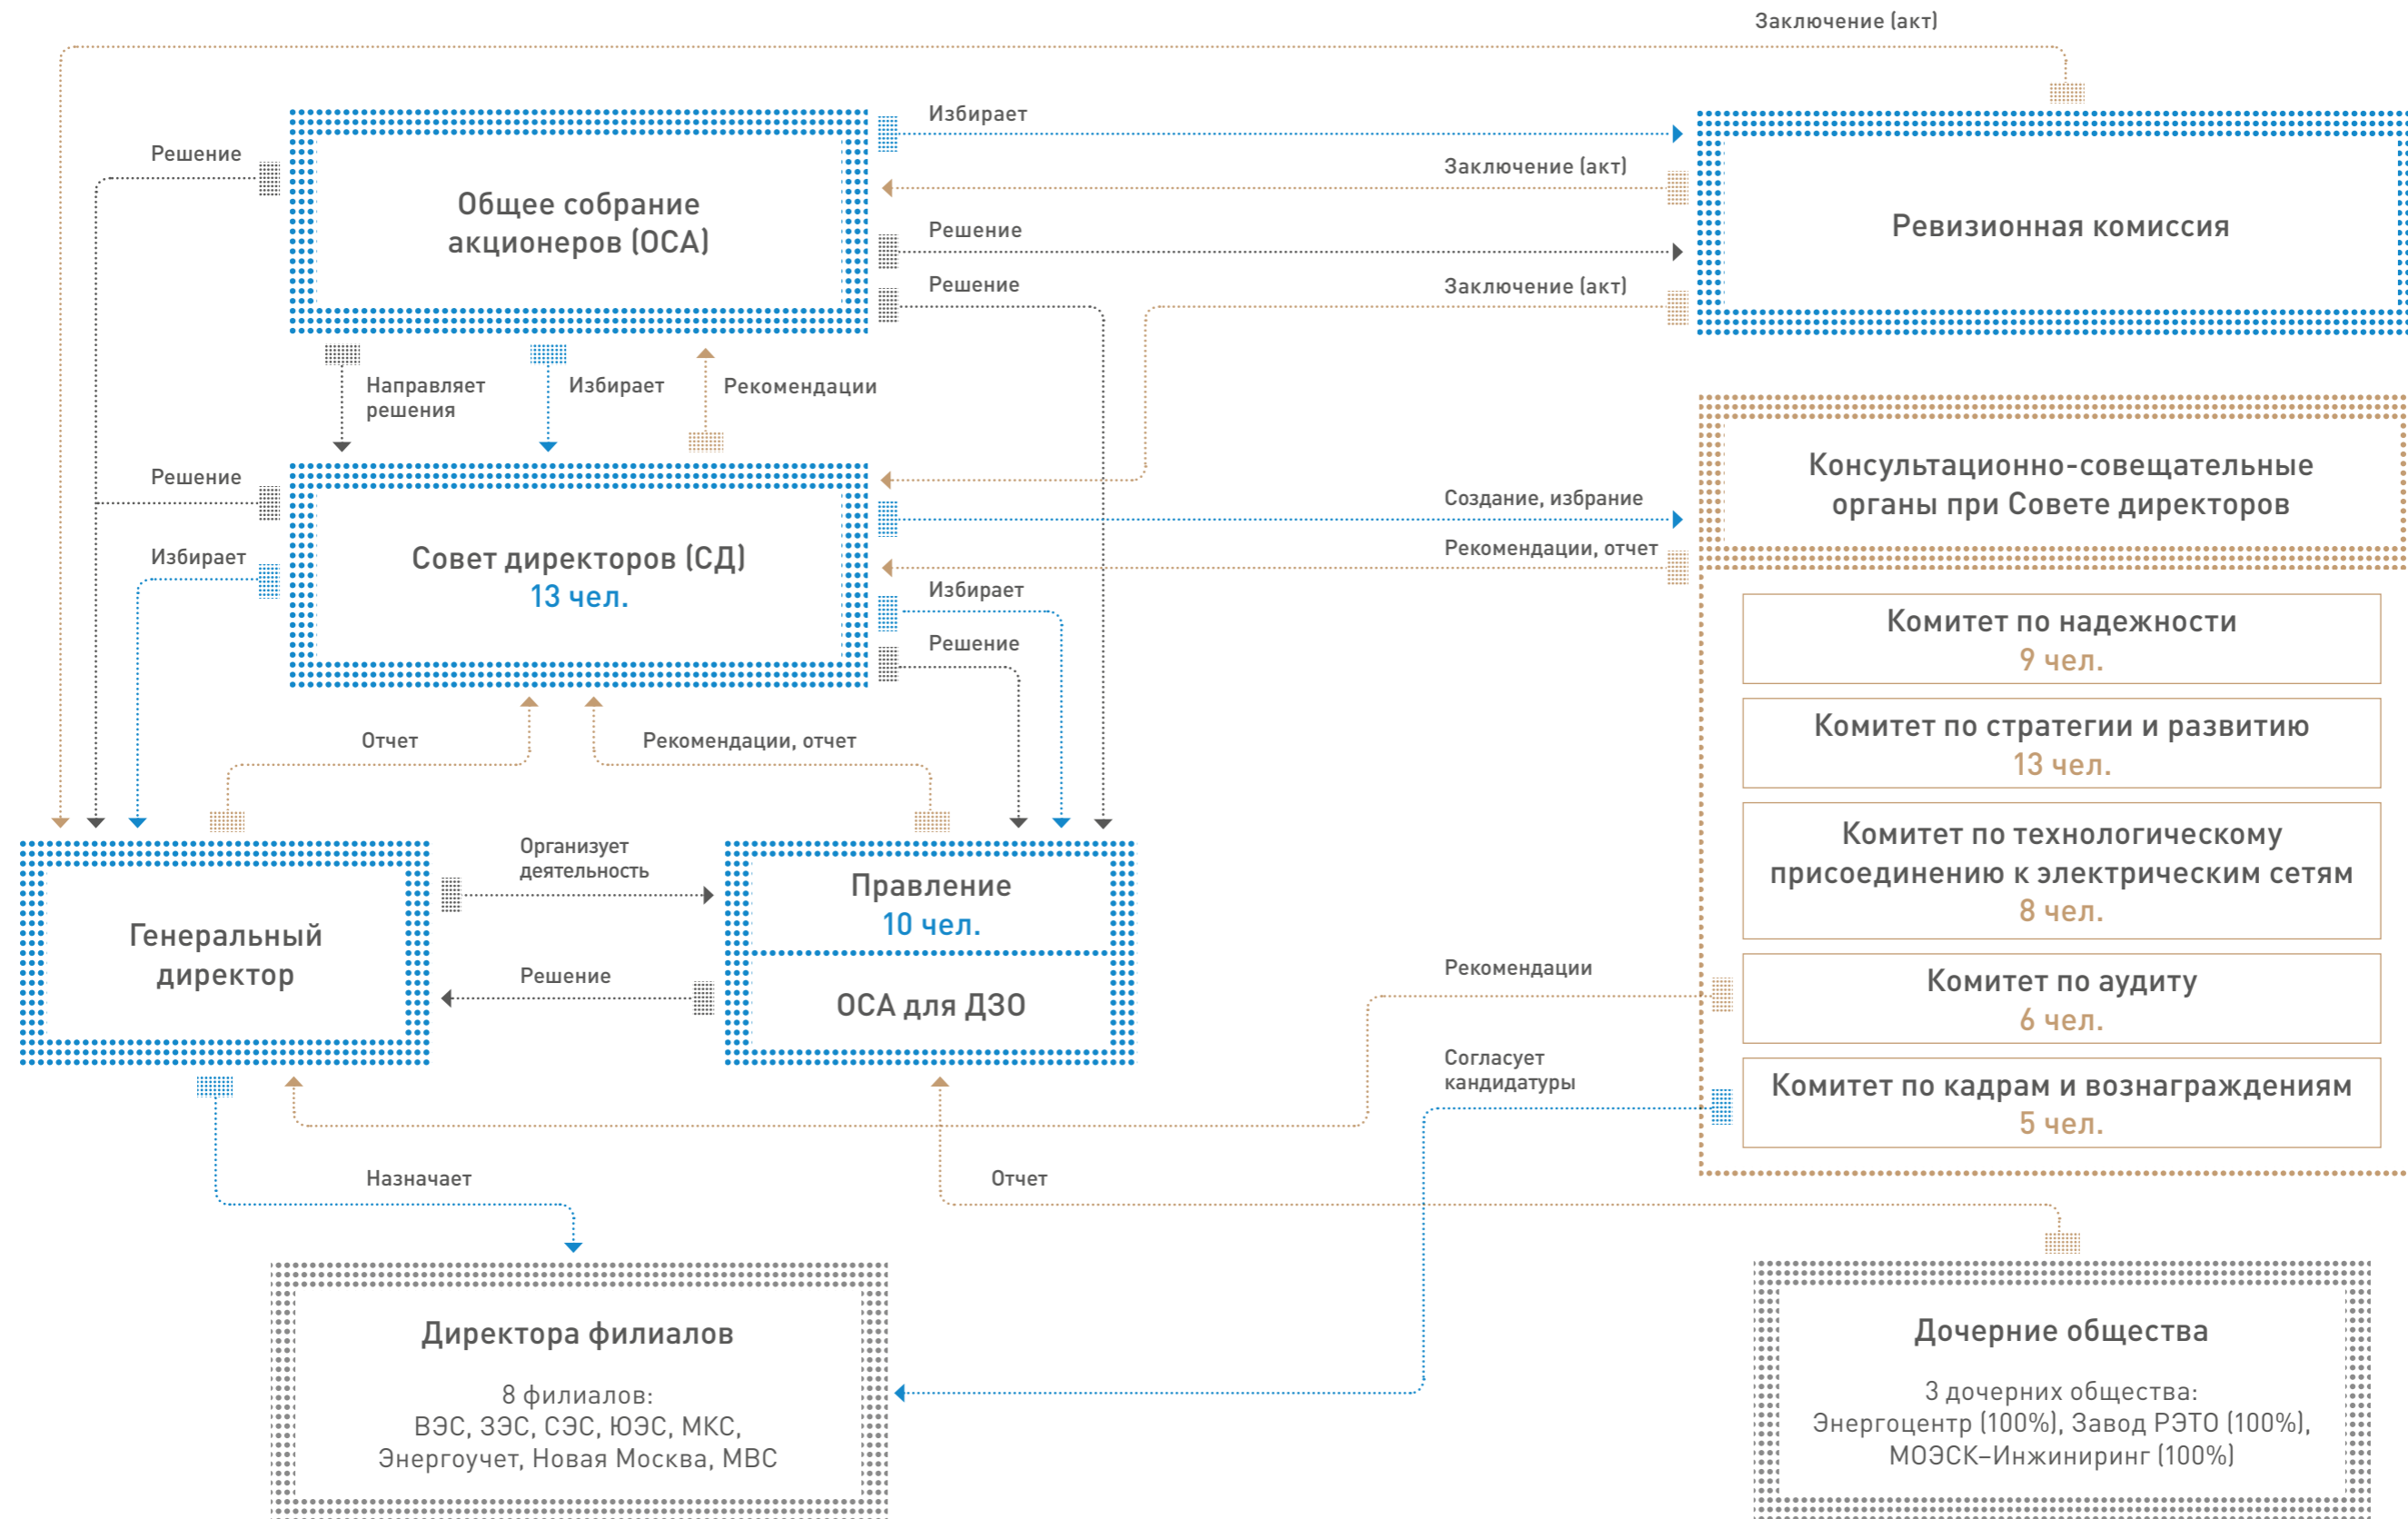 Заключение (акт)
Избирает
Решение
Заключение (акт)
Общее собрание
акционеров (ОСА)
Ревизионная комиссия
Решение
Решение
Заключение (акт)
Направляет
решения
Избирает
Рекомендации
Консультационно-совещательные
органы при Совете директоров
Решение
Создание, избрание
Избирает
Совет директоров (СД)
13 чел.
Рекомендации, отчет
Избирает
Решение
Комитет по надежности
9 чел.
Комитет по стратегии и развитию
13 чел.
Отчет
Рекомендации, отчет
Комитет по технологическому
присоединению к электрическим сетям
8 чел.
Организует
деятельность
Правление
10 чел.
Генеральный
директор
Решение
ОСА для ДЗО
Рекомендации
Комитет по аудиту
6 чел.
Согласует
кандидатуры
Комитет по кадрам и вознаграждениям
5 чел.
Назначает
Отчет
Директора филиалов
8 филиалов:
ВЭС, ЗЭС, СЭС, ЮЭС, МКС,
Энергоучет, Новая Москва, МВС
Дочерние общества
3 дочерних общества:
Энергоцентр (100%), Завод РЭТО (100%),
МОЭСК–Инжиниринг (100%)